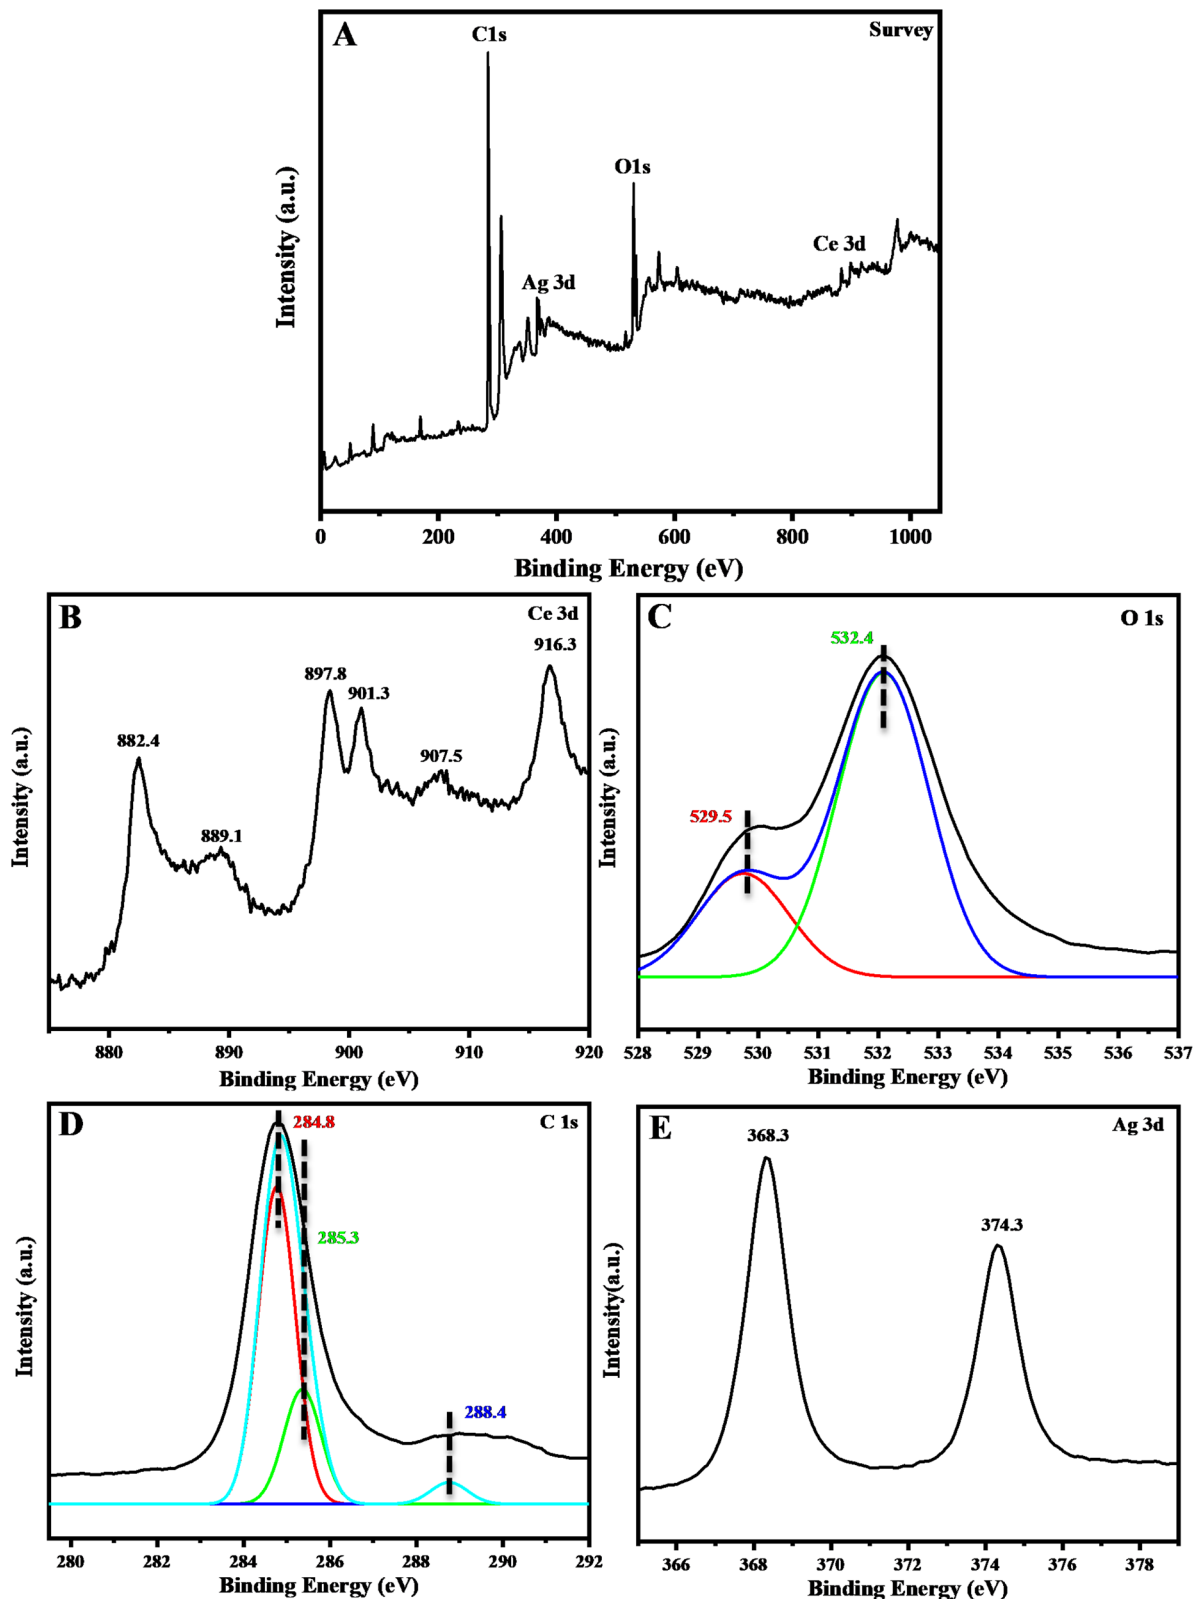 A
Survey
C1s
O1s
Ag 3d
Ce 3d
Intensity (a.u.)
0 200 400 600 800 1000
Binding Energy (eV)
B
Ce 3d
882.4
889.1
897.8
901.3
907.5
916.3
Intensity (a.u.)
880 890 900 910 920
Binding Energy (eV)
C
O 1s
532.4
529.5
Intensity (a.u.)
528 529 530 531 532 533 534 535 536 537
Binding Energy (eV)
D
C 1s
284.8
285.3
288.4
Intensity (a.u.)
280 282 284 286 288 290 292
Binding Energy (eV)
E
Ag 3d
368.3
374.3
Intensity(a.u.)
366 368 370 372 374 376 378
Binding Energy (eV)